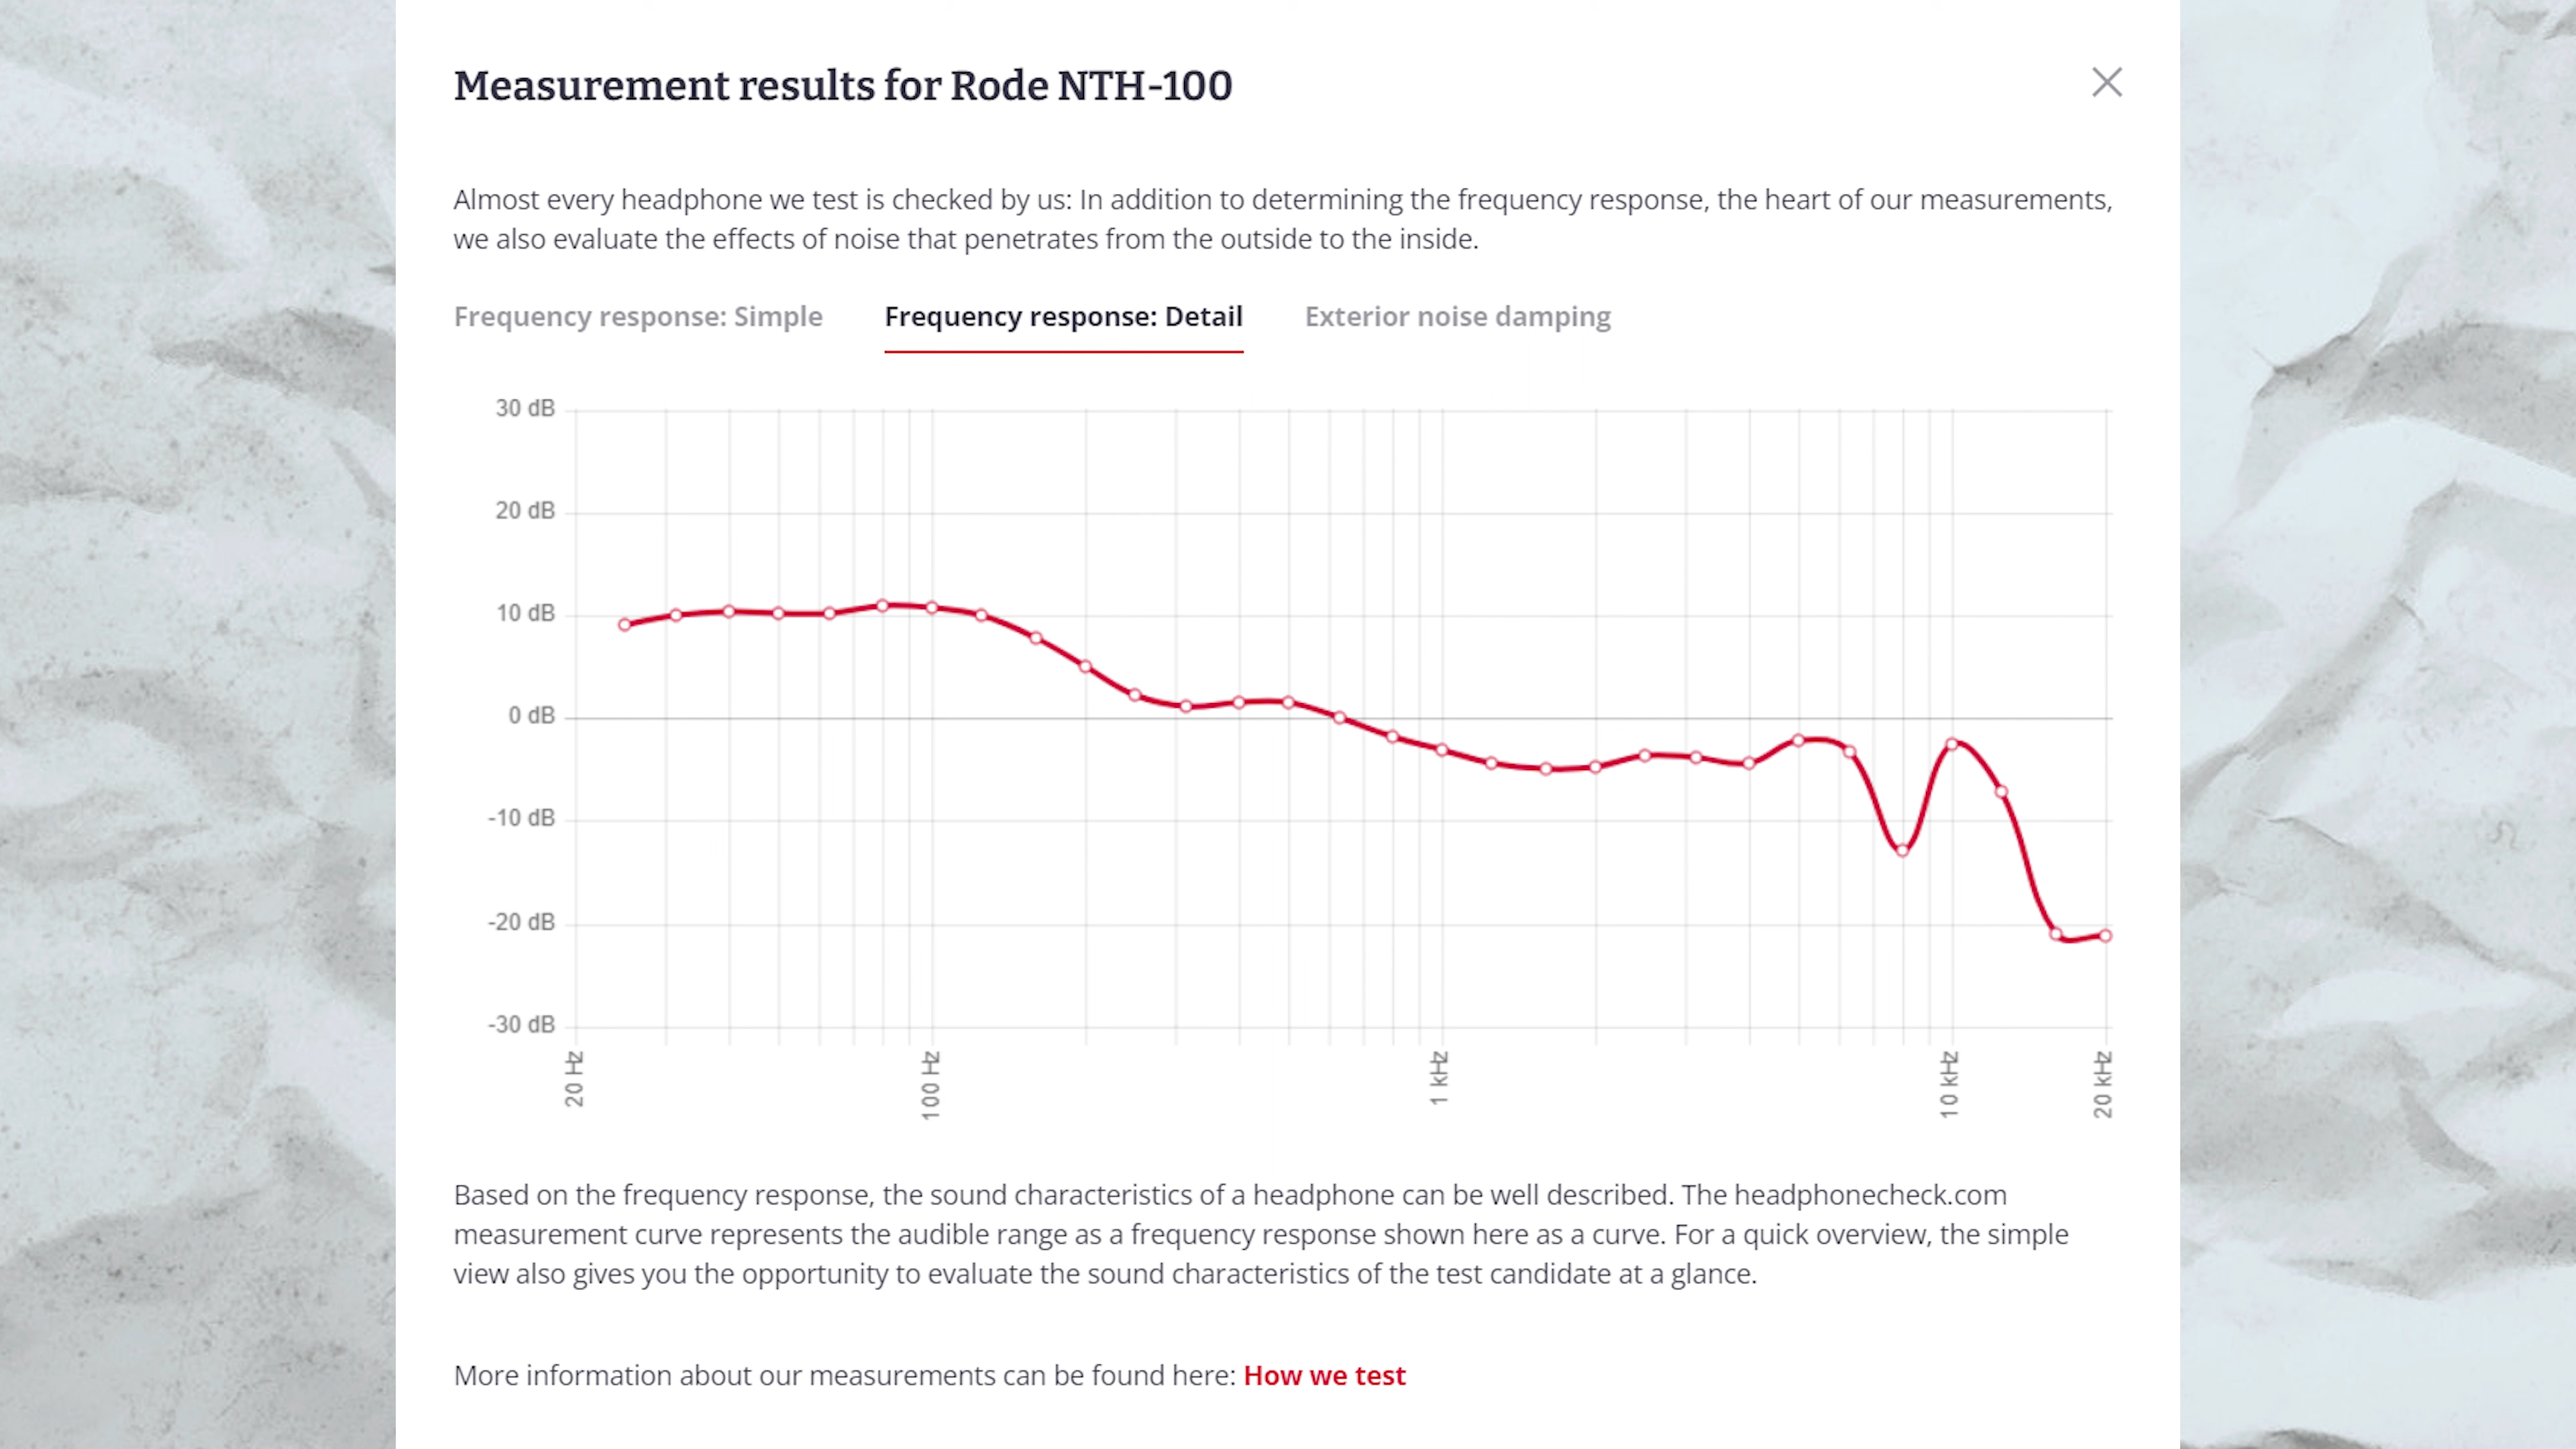 Measurement results for Rode NTH-100
Almost every headphone we test is checked by us: In addition to determining the frequency response, the heart of our measurements,
we also evaluate the effects of noise that penetrates from the outside to the inside.
Frequency response: Simple Frequency response: Detail Exterior noise damping
30 dB
20 dB
10 dB
0 dB
-10 dB
-20 dB
-30 dB
20 Hz 100 Hz 1 kHz 10 kHz 20 kHz
Based on the frequency response, the sound characteristics of a headphone can be well described. The headphonecheck.com
measurement curve represents the audible range as a frequency response shown here as a curve. For a quick overview, the simple
view also gives you the opportunity to evaluate the sound characteristics of the test candidate at a glance.
More information about our measurements can be found here: How we test